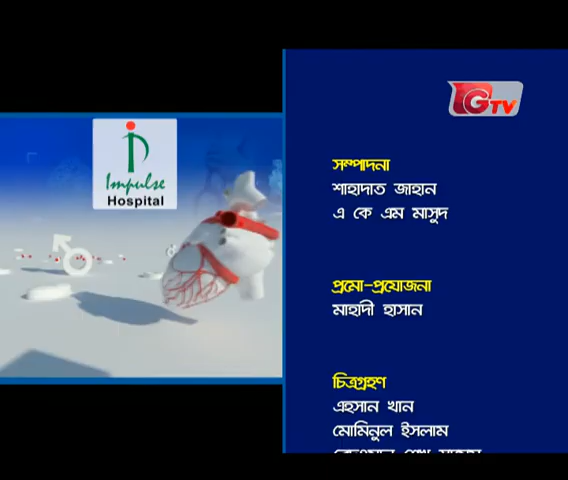 Impulse
Hospital
GTV
সম্পাদনা
শাহাদাত জাহান
এ কে এম মাসুদ
প্রমো-প্রযোজনা
মাহাদী হাসান
চিত্রগ্রহণ
এহসান খান
মোমিনুল ইসলাম